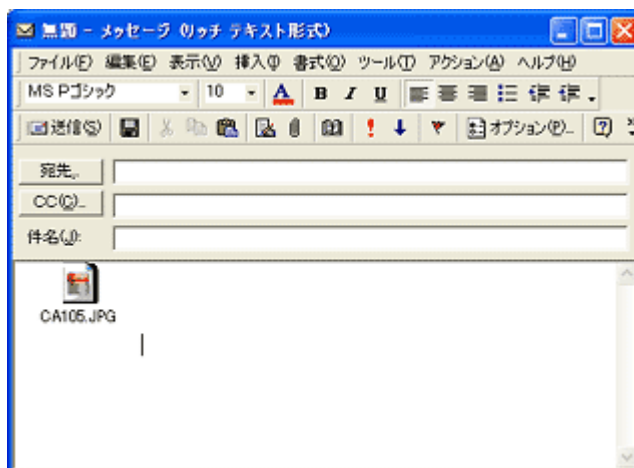 無題 - メッセージ (リッチ テキスト形式)
ファイル(F) 編集(E) 表示(V) 挿入(I) 書式(O) ツール(T) アクション(A) ヘルプ(H)
MS Pゴシック 10 A B I U
送信(S) オプション(P)...
宛先...
CC(C)...
件名(J):
CA105.JPG